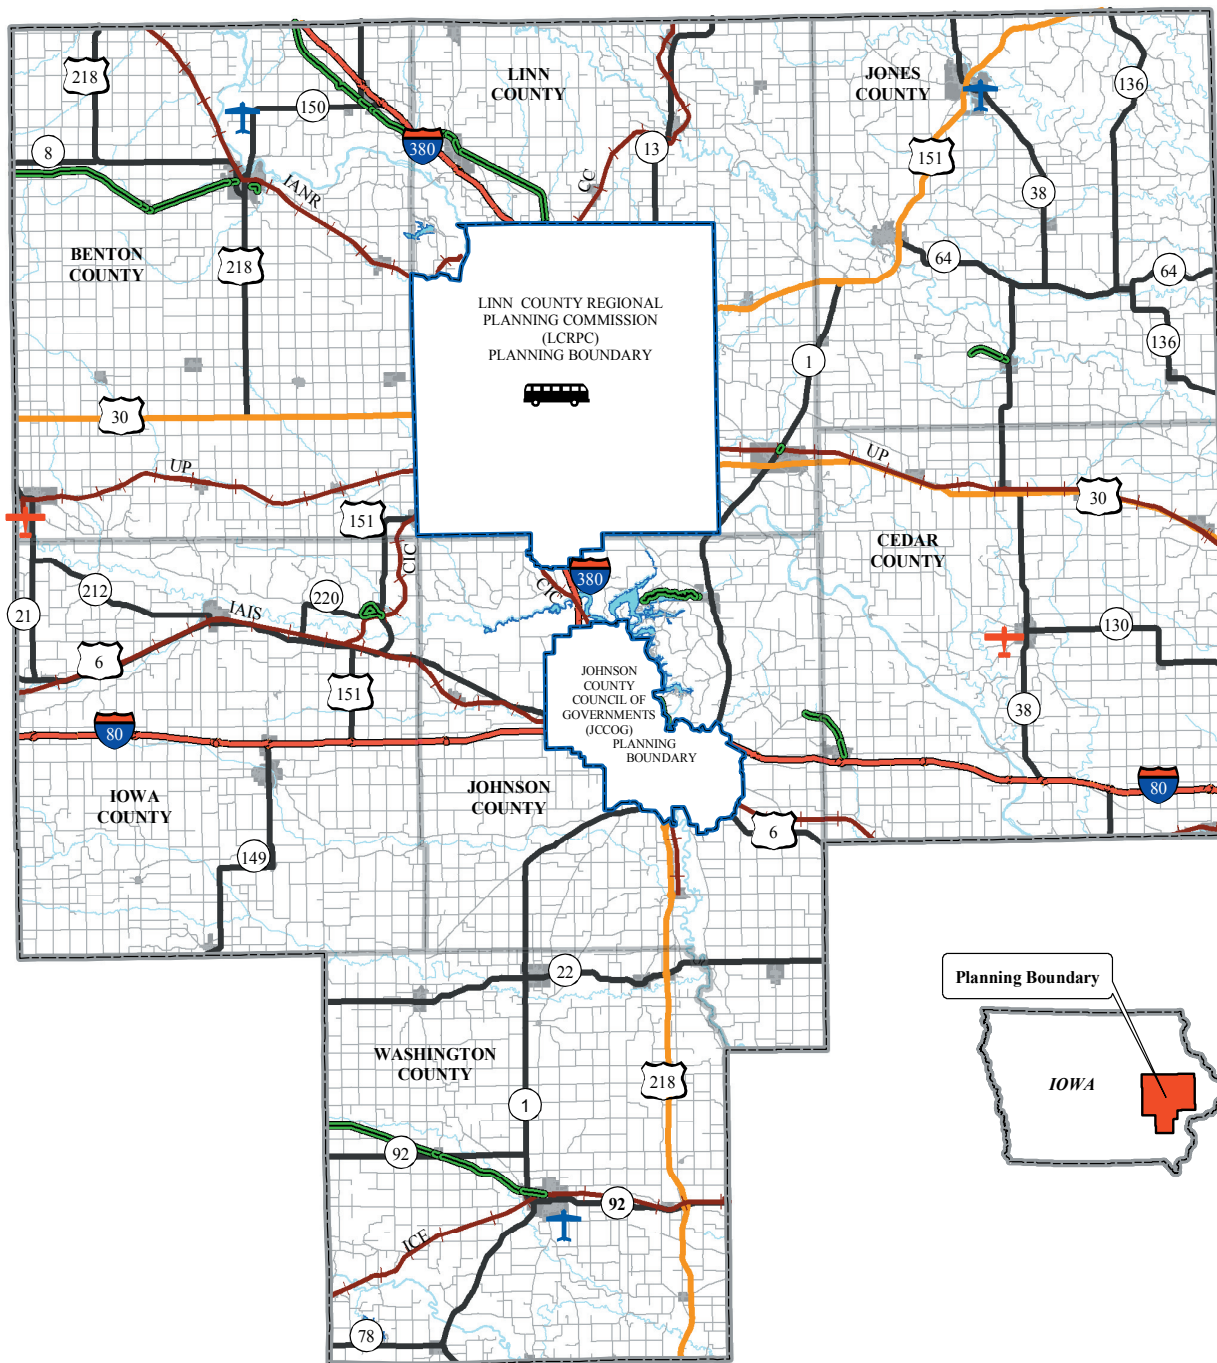 218
LINN
COUNTY
JONES
COUNTY
136
150
8
380
CC
13
151
IANR
38
BENTON
COUNTY
218
64
64
LINN  COUNTY REGIONAL
PLANNING COMMISSION
(LCRPC)
PLANNING BOUNDARY
136
1
30
UP
UP
30
151
CIC
CEDAR
COUNTY
CIC
380
212
220
21
IAIS
130
6
151
JOHNSON
COUNTY
COUNCIL OF
GOVERNMENTS
(JCCOG)
PLANNING
BOUNDARY
38
80
80
IOWA
COUNTY
JOHNSON
COUNTY
6
149
22
Planning Boundary
WASHINGTON
COUNTY
218
IOWA
1
92
92
ICE
78